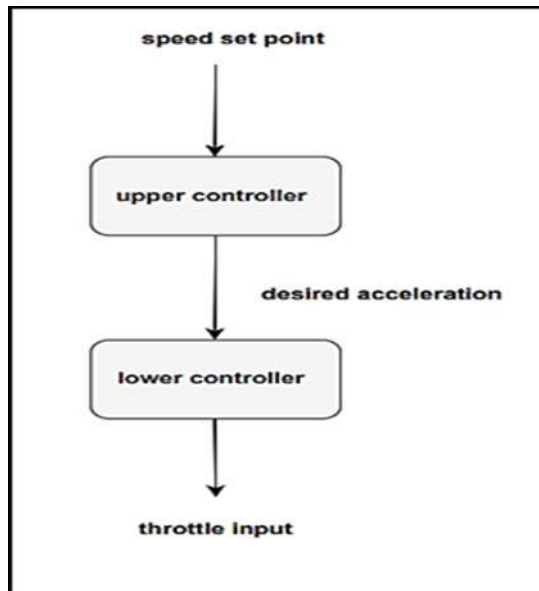 speed set point
upper controller
desired acceleration
lower controller
throttle input